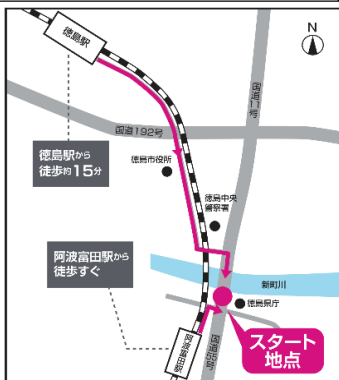 徳島駅
N
国道11号
国道192号
徳島駅から
徒歩約15分
徳島市役所
徳島中央
警察署
阿波富田駅から
徒歩すぐ
新町川
徳島県庁
阿波富田駅
国道55号
スタート
地点